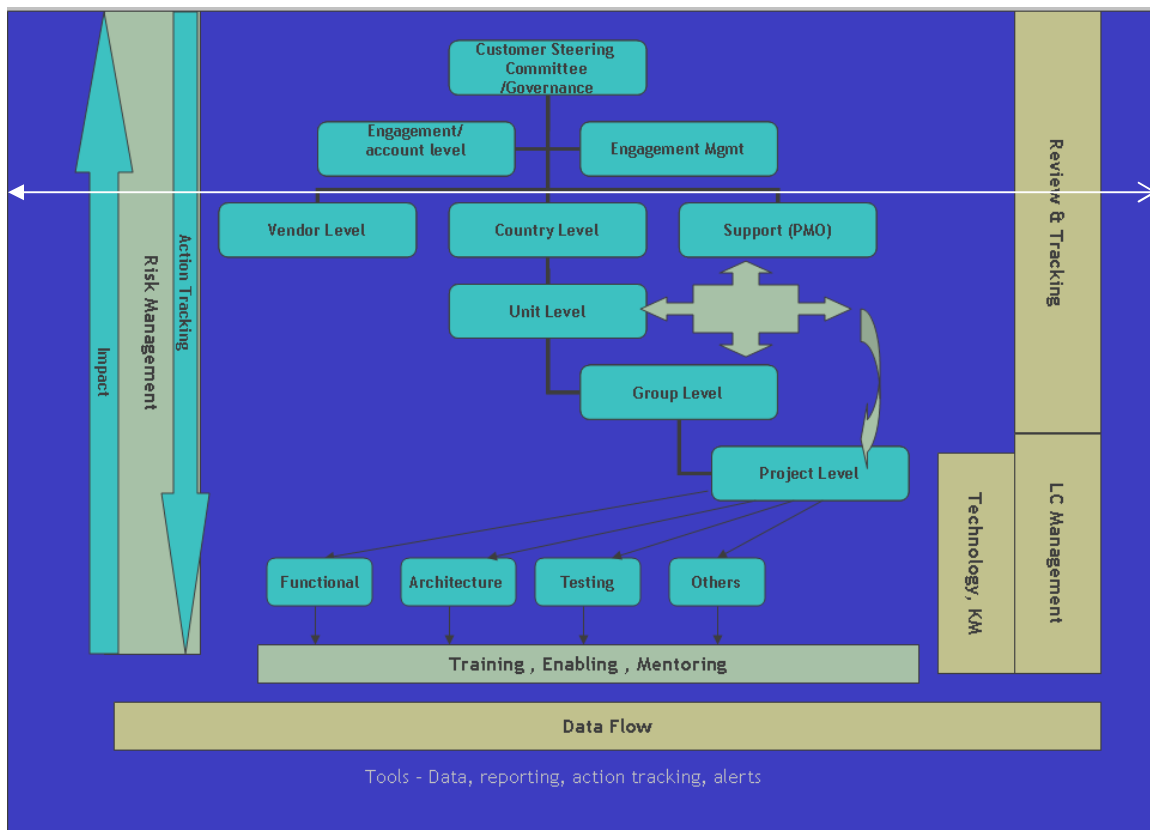 Customer Steering
Committee
/Governance
Engagement/
account level
Engagement Mgmt
Vendor Level
Country Level
Support (PMO)
Unit Level
Group Level
Project Level
Functional
Architecture
Testing
Others
Training , Enabling , Mentoring
Data Flow
Tools - Data, reporting, action tracking, alerts
Impact
Risk Management
Action Tracking
Review & Tracking
Technology, KM
LC Management